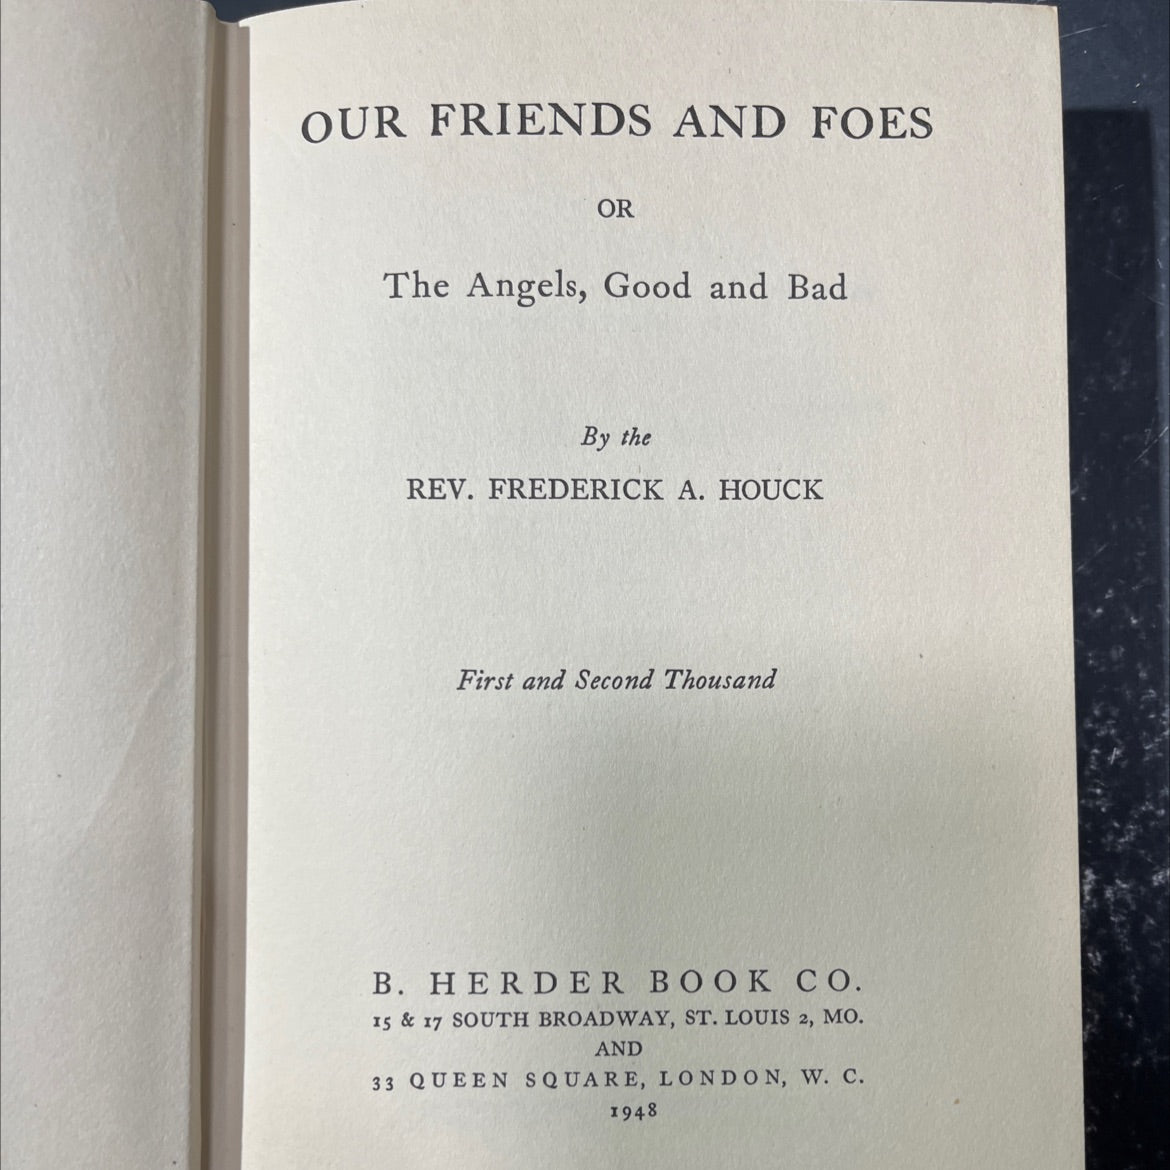 OUR FRIENDS AND FOES
OR
The Angels, Good and Bad
By the
REV. FREDERICK A. HOUCK
First and Second Thousand
B. HERDER BOOK CO.
15 & 17 SOUTH BROADWAY, ST. LOUIS 2, MO.
AND
33 QUEEN SQUARE, LONDON, W. C.
1948